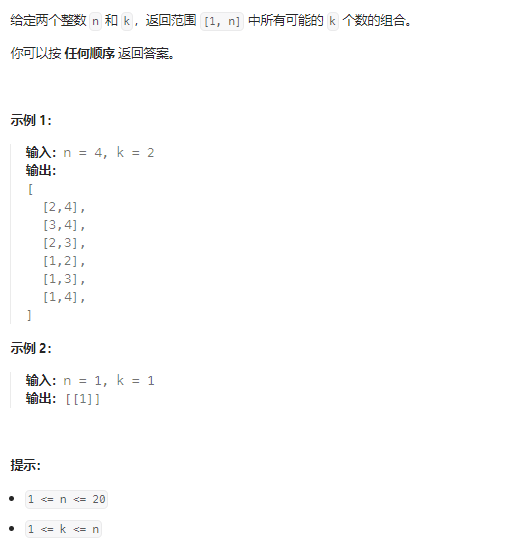 给定两个整数 n 和 k，返回范围 [1, n] 中所有可能的 k 个数的组合。
你可以按 任何顺序 返回答案。
示例 1：
输入：n = 4, k = 2
输出：
[
[2,4],
[3,4],
[2,3],
[1,2],
[1,3],
[1,4],
]
示例 2：
输入：n = 1, k = 1
输出：[[1]]
提示：
1 <= n <= 20
1 <= k <= n